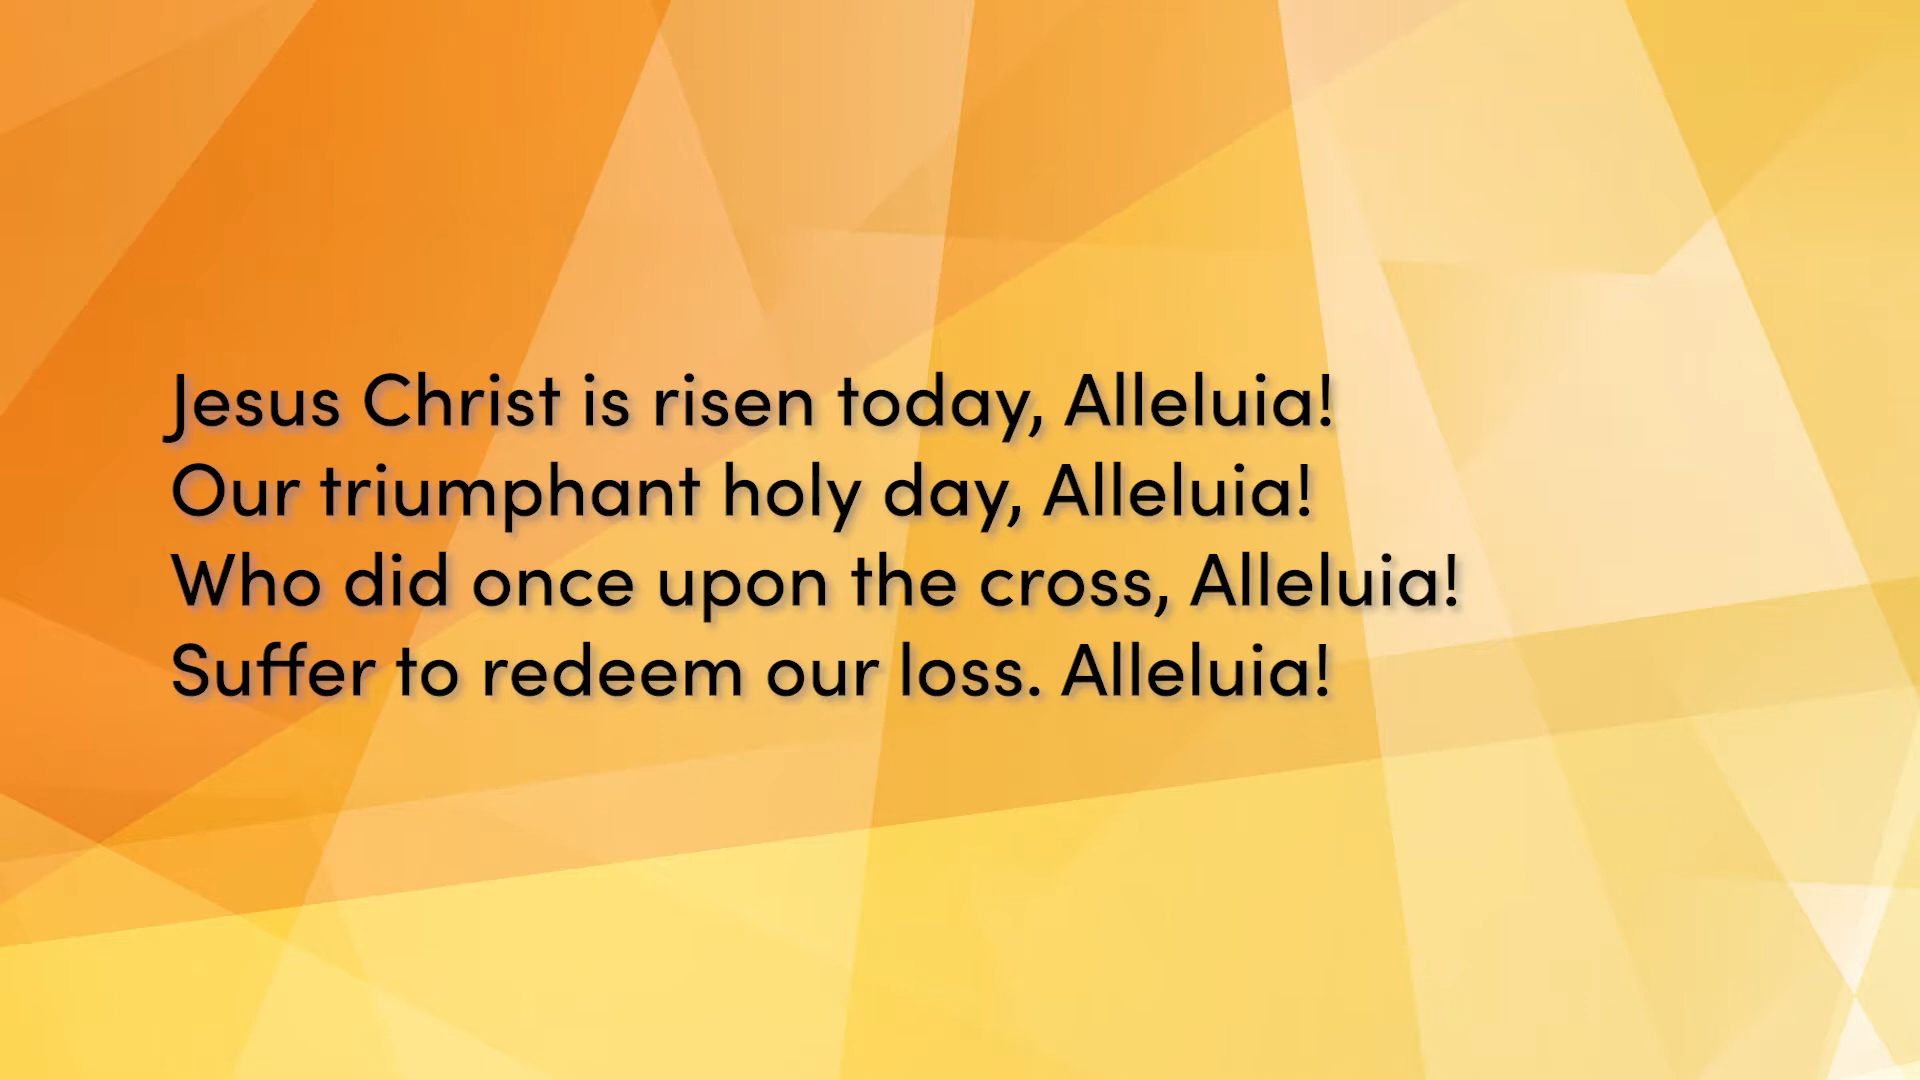 Jesus Christ is risen today, Alleluia!
Our triumphant holy day, Alleluia!
Who did once upon the cross, Alleluia!
Suffer to redeem our loss. Alleluia!